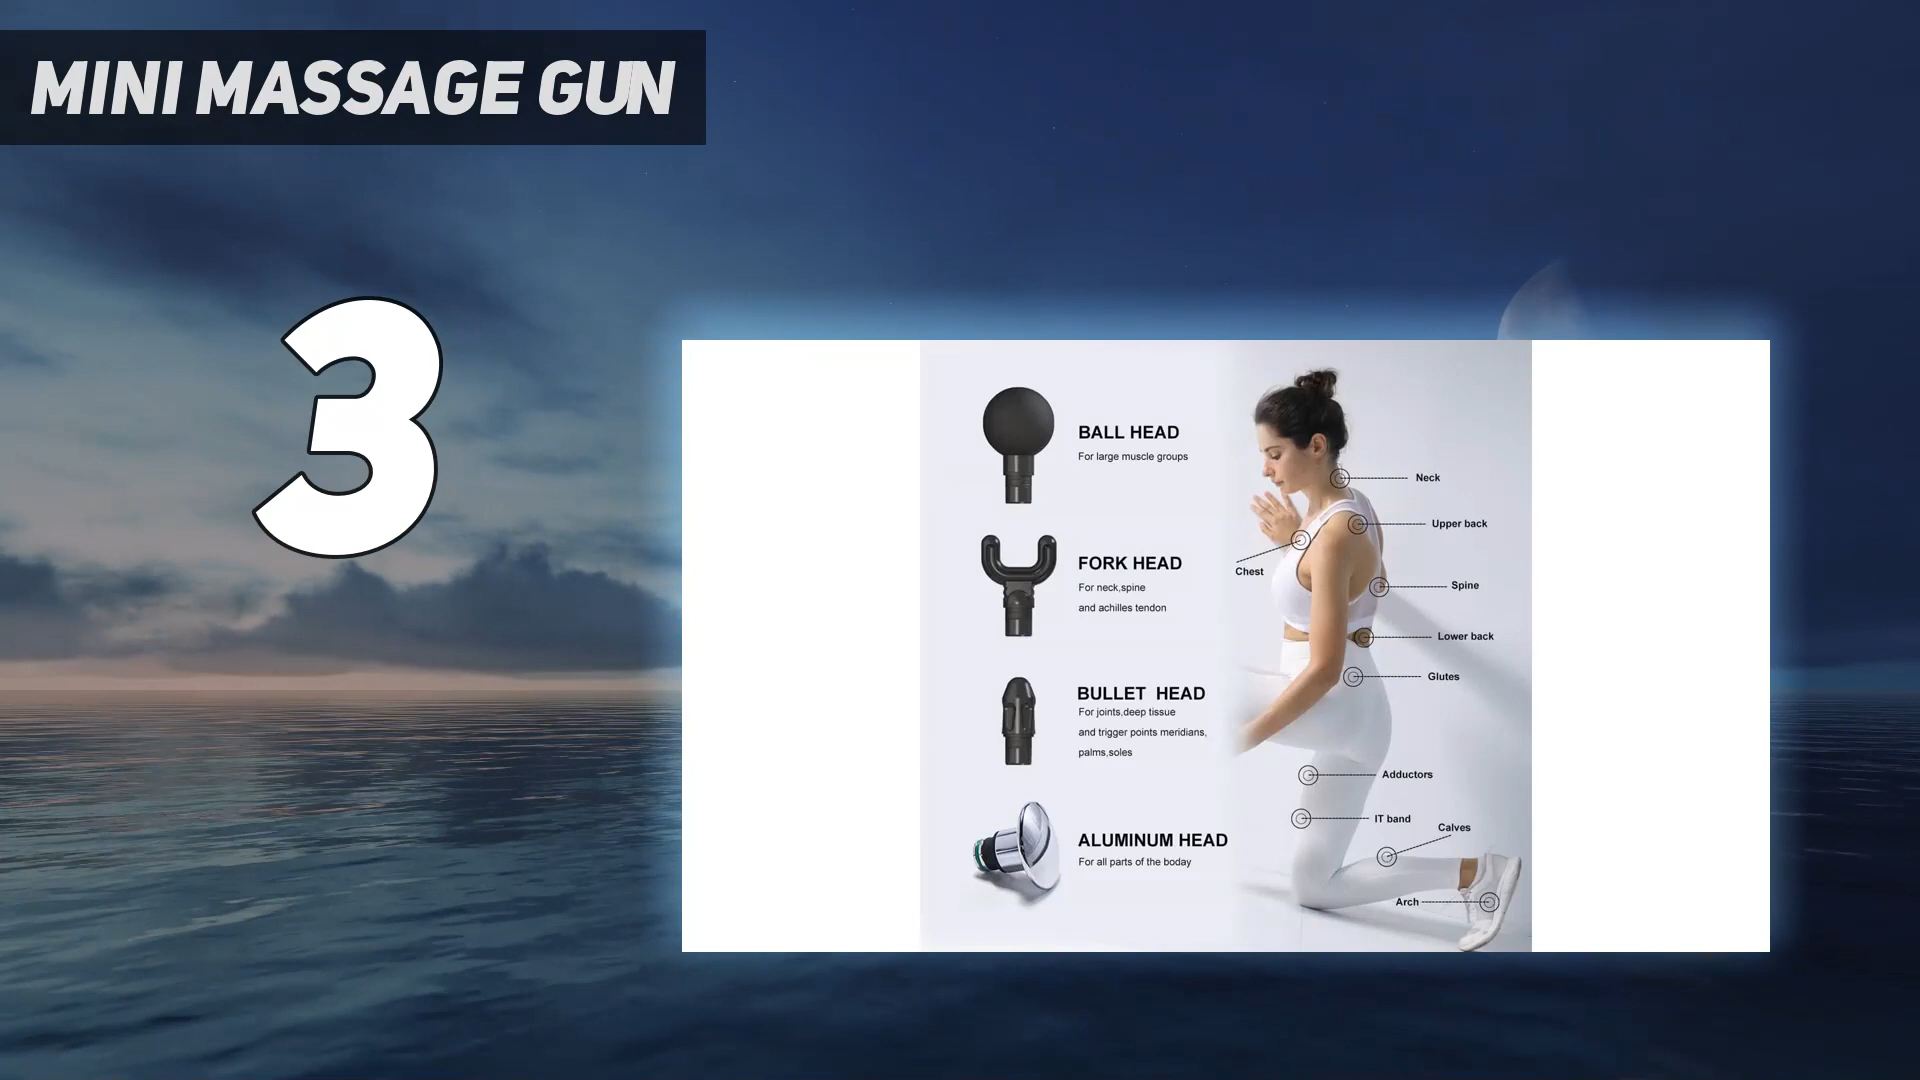 MINI MASSAGE GUN
3
BALL HEAD
For large muscle groups
FORK HEAD
For neck,spine
and achilles tendon
BULLET HEAD
For joints,deep tissue
and trigger points meridians,
palms,soles
ALUMINUM HEAD
For all parts of the boday
Neck
Upper back
Chest
Spine
Lower back
Glutes
Adductors
IT band
Calves
Arch